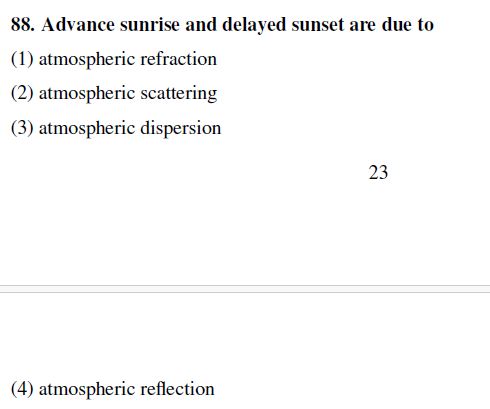 88. Advance sunrise and delayed sunset are due to
(1) atmospheric refraction
(2) atmospheric scattering
(3) atmospheric dispersion
23
(4) atmospheric reflection